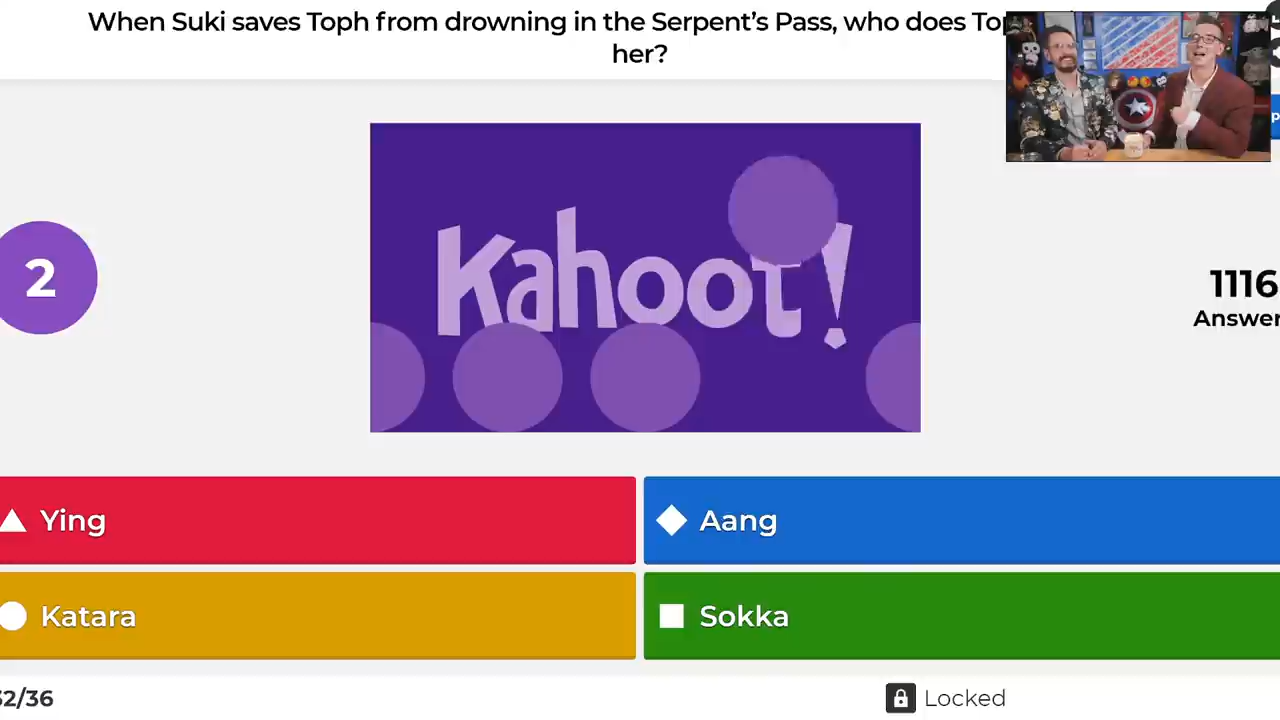 When Suki saves Toph from drowning in the Serpent's Pass, who does
her?
Kahoot!
2
1116
Answer
Ying
Aang
Katara
Sokka
/36
Locked